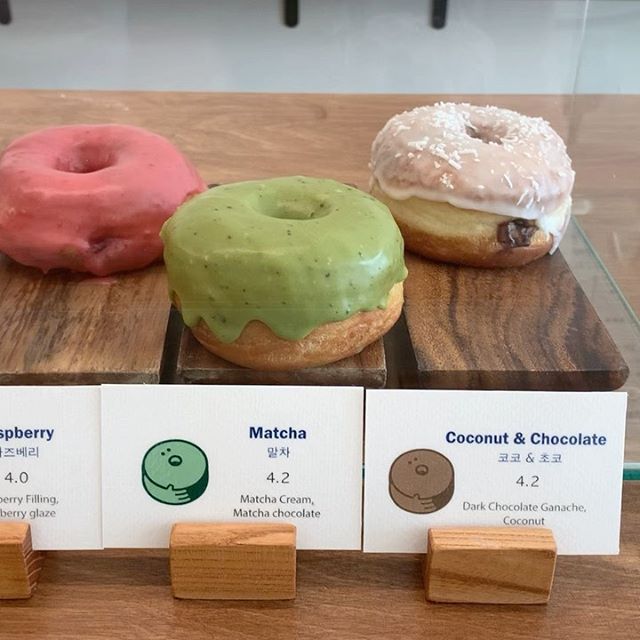 spberry
즈베리
4.0
erry Filling,
berry glaze
Matcha
말차
4.2
Matcha Cream,
Matcha chocolate
Coconut & Chocolate
코코 & 초코
4.2
Dark Chocolate Ganache,
Coconut